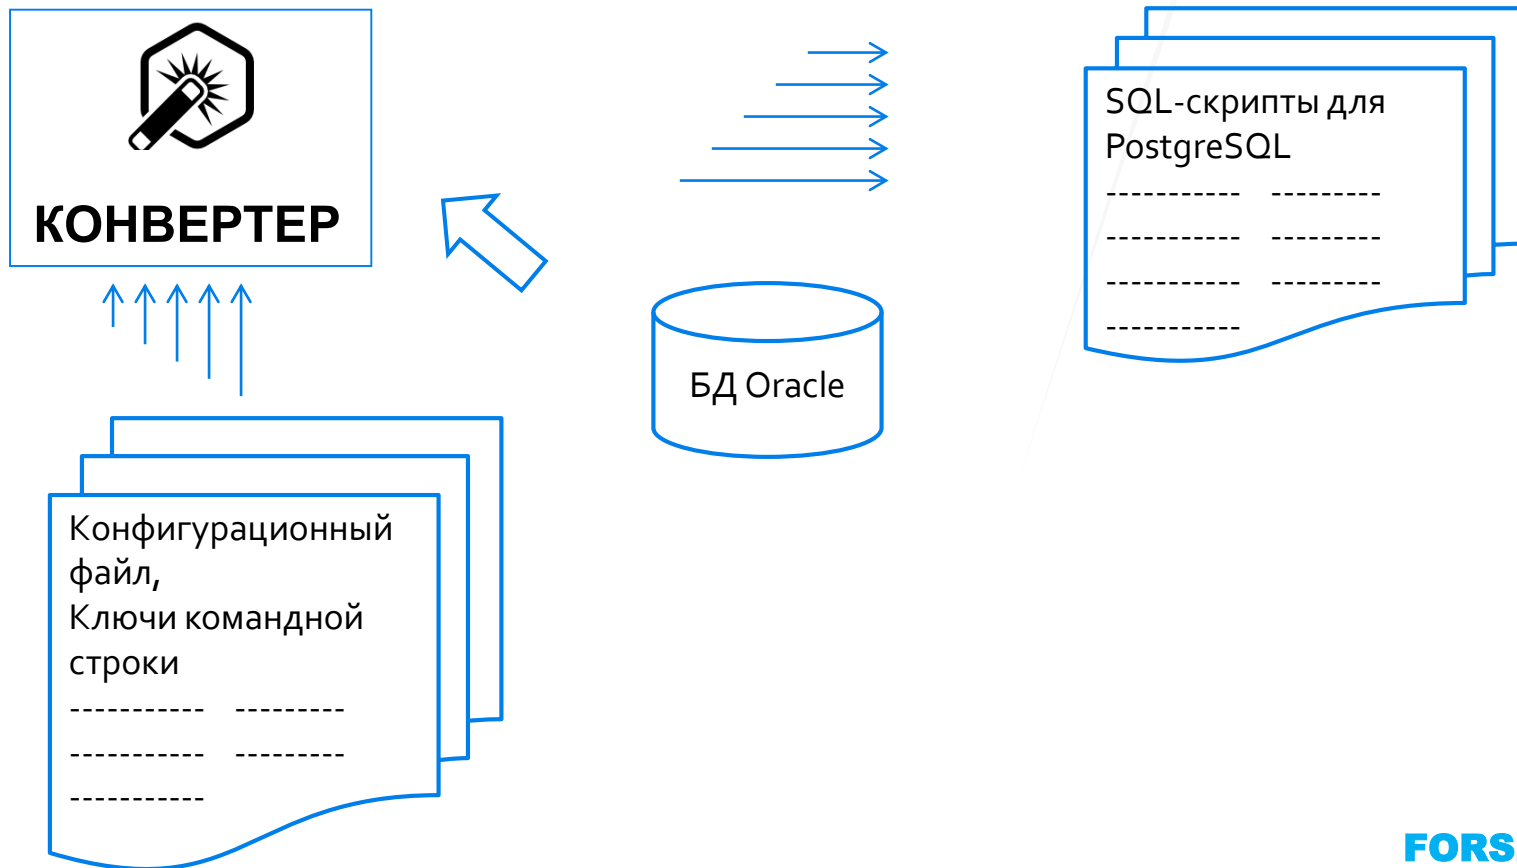 КОНВЕРТЕР
SQL-скрипты для
PostgreSQL
----------- ---------
----------- ---------
----------- ---------
-----------
БД Oracle
Конфигурационный
файл,
Ключи командной
строки
----------- ---------
----------- ---------
-----------
FORS